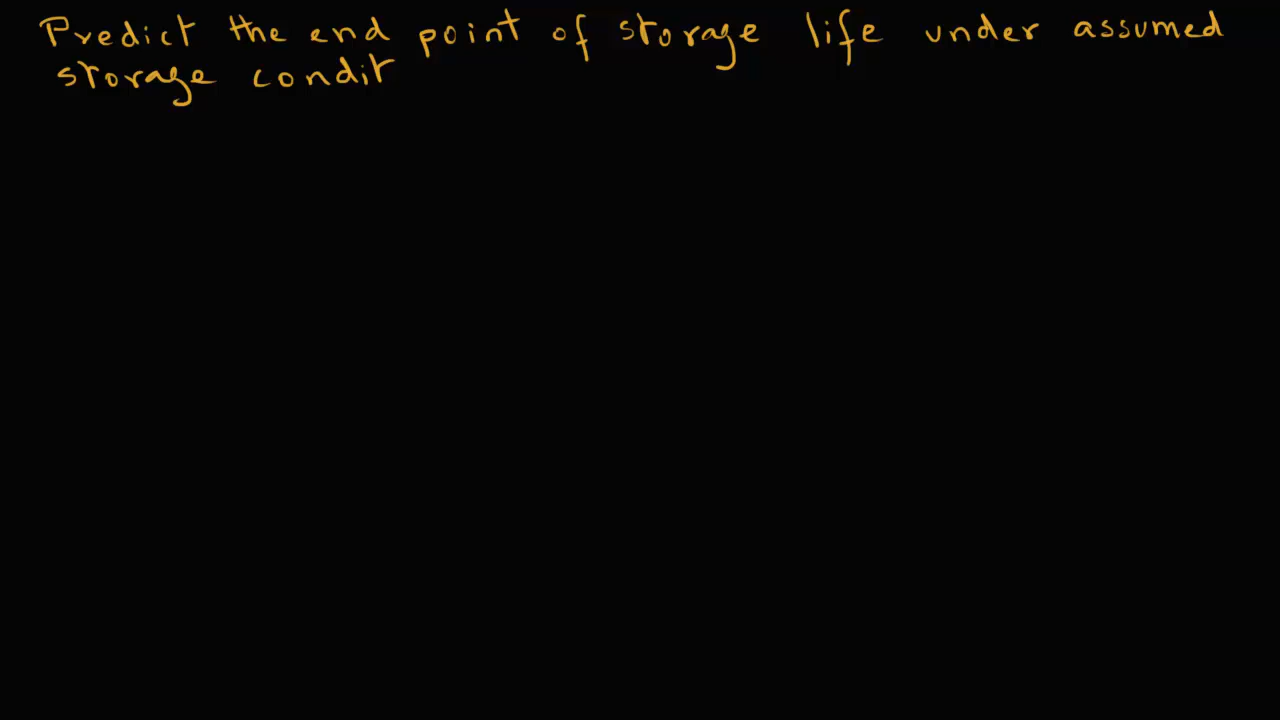 Predict the end point of storage life under assumed
storage condit